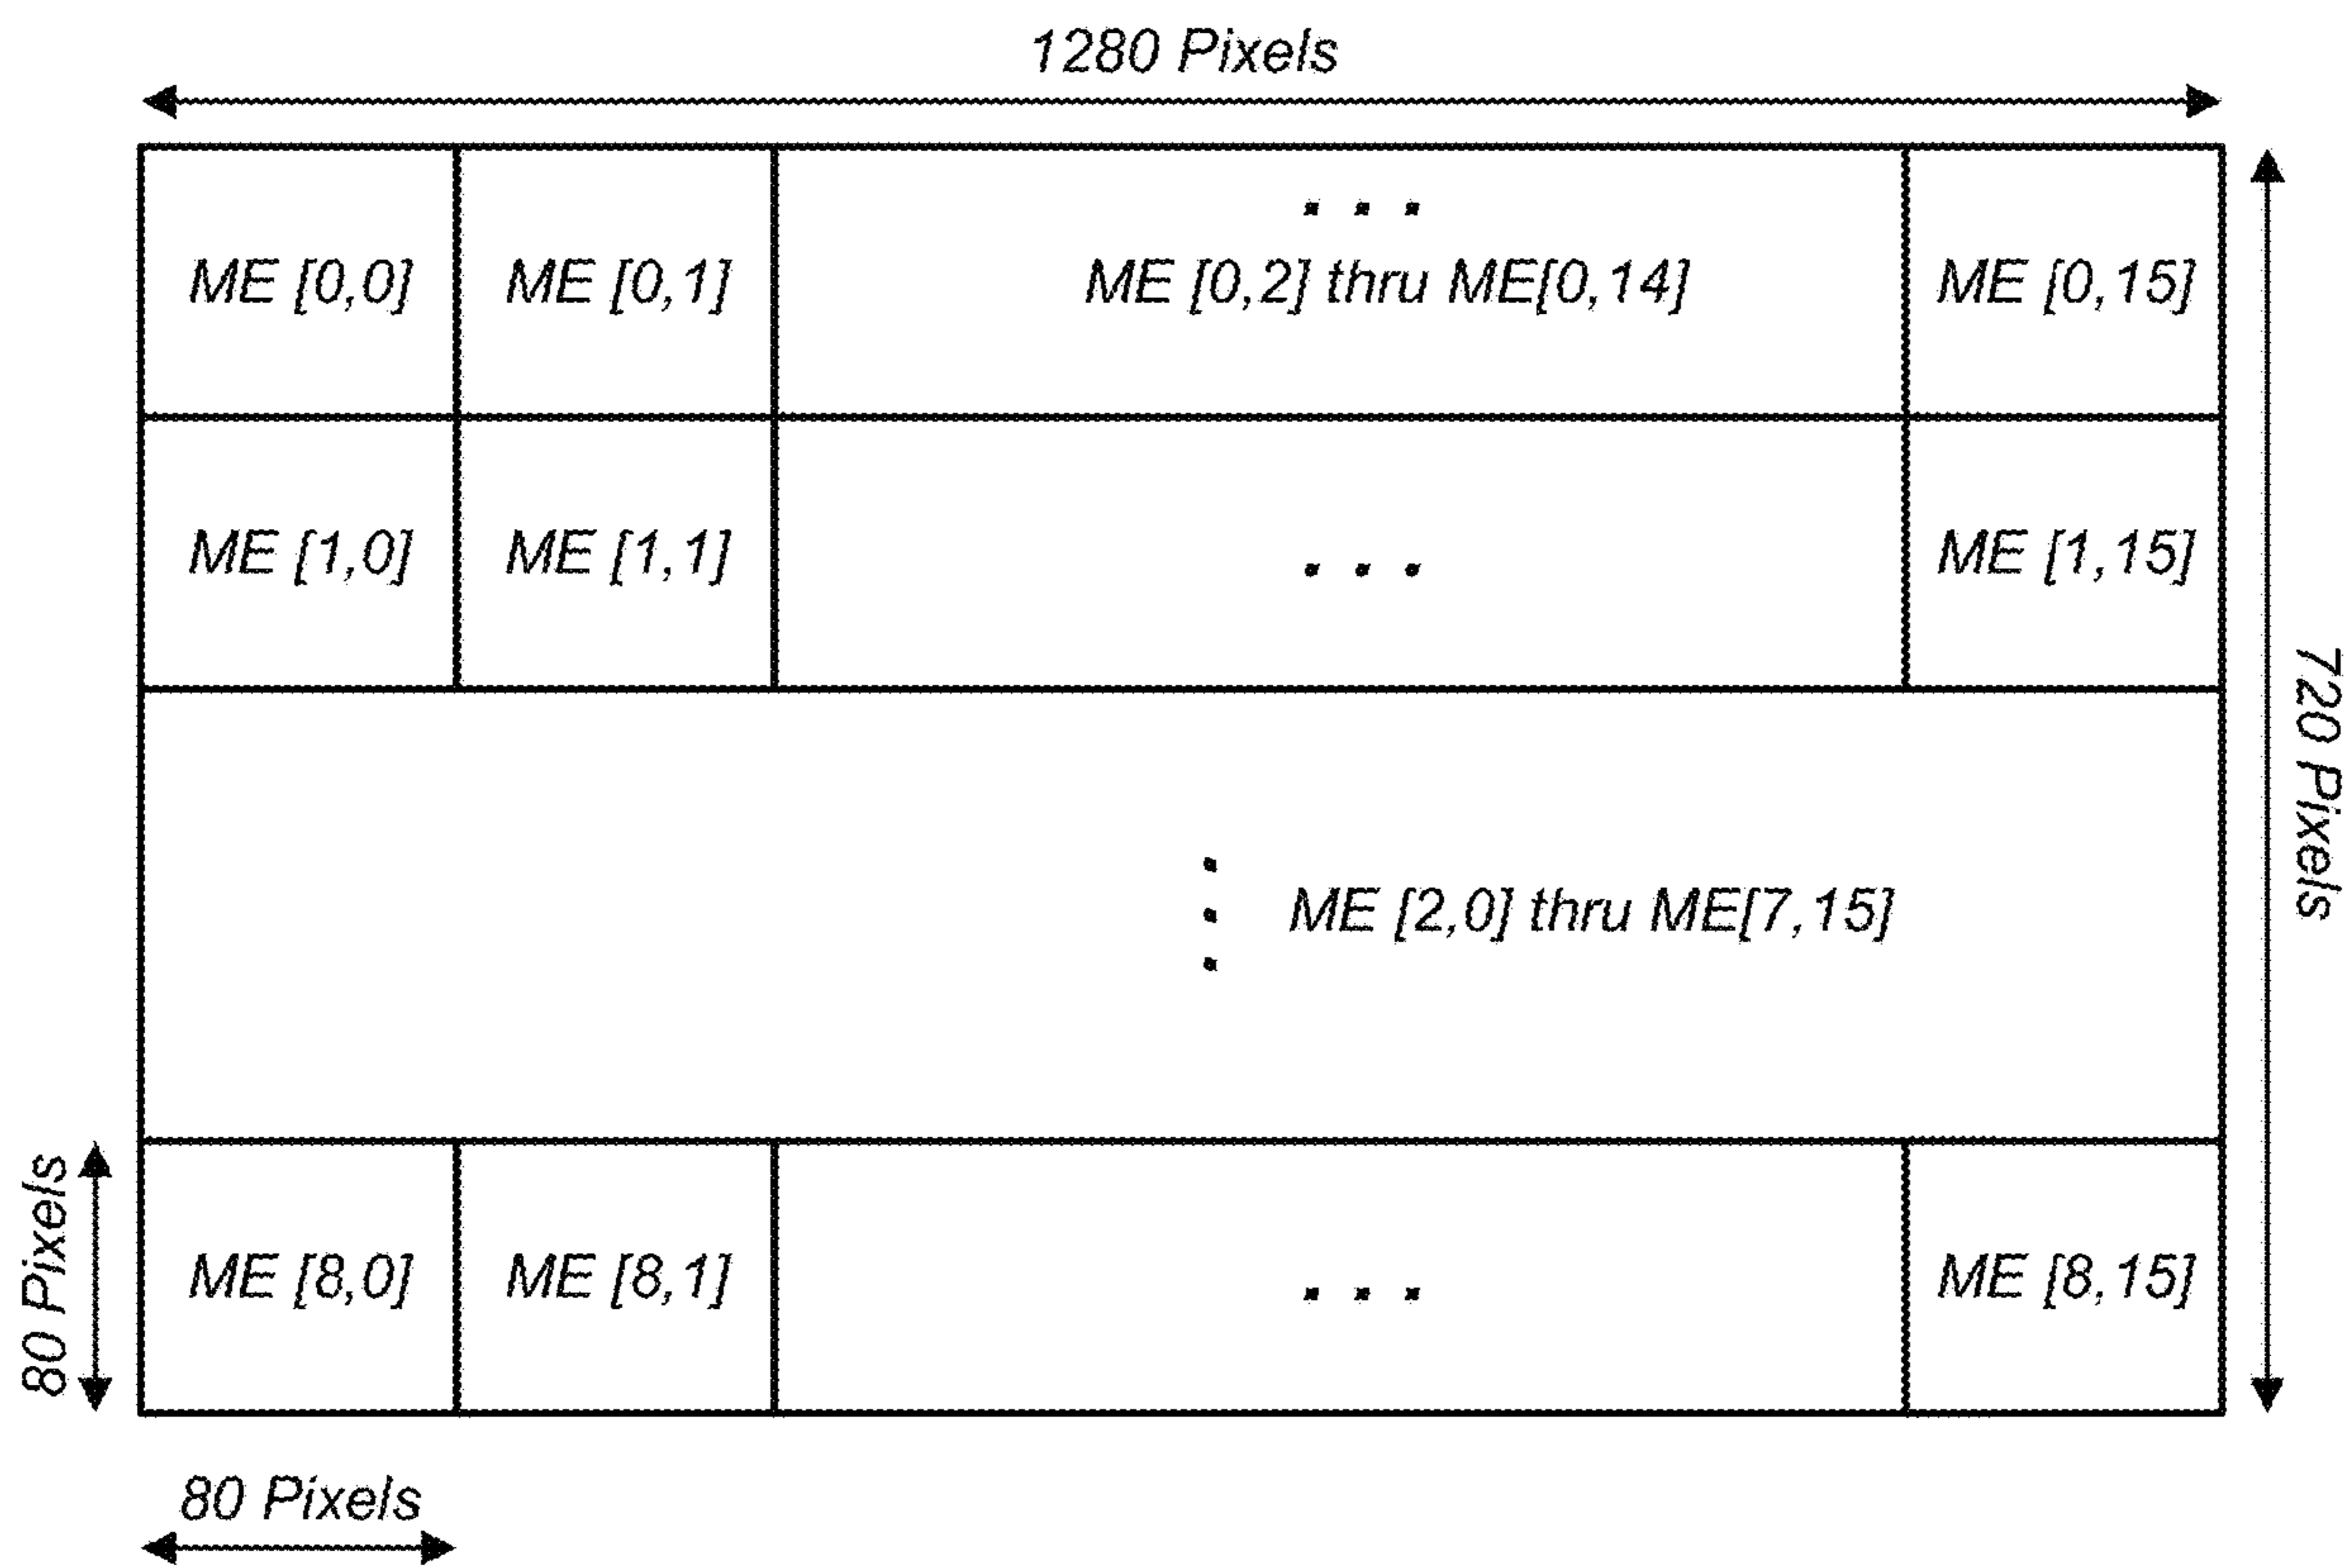 1280 Pixels
. . .
ME [0,0] ME [0,1] ME [0,2] thru ME[0,14] ME [0,15]
ME [1,0] ME [1,1] . . . ME [1,15]
720 Pixels
ME [2,0] thru ME[7,15]
80 Pixels
ME [8,0] ME [8,1] . . . ME [8,15]
80 Pixels